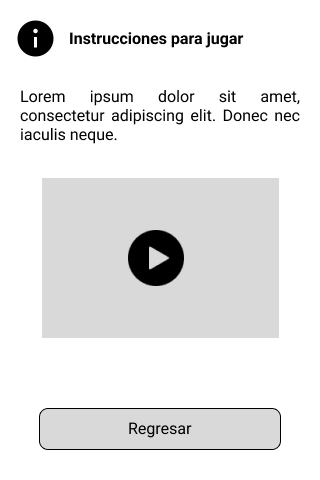 Instrucciones para jugar
Lorem ipsum dolor sit amet,
consectetur adipiscing elit. Donec nec
iaculis neque.
Regresar